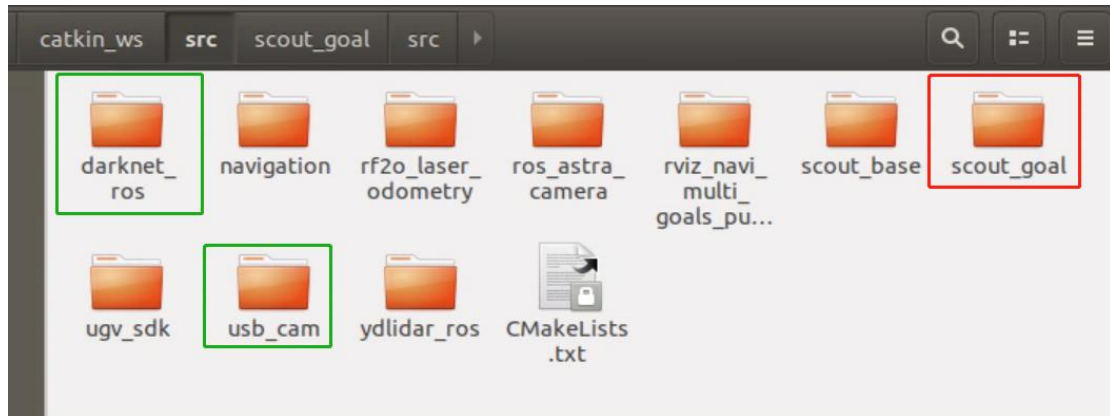 catkin_ws src scout_goal src
darknet_
ros
navigation
rf2o_laser_
odometry
ros_astra_
camera
rviz_navi_
multi_
goals_pu...
scout_base
scout_goal
ugv_sdk
usb_cam
ydlidar_ros
CMakeLists
.txt